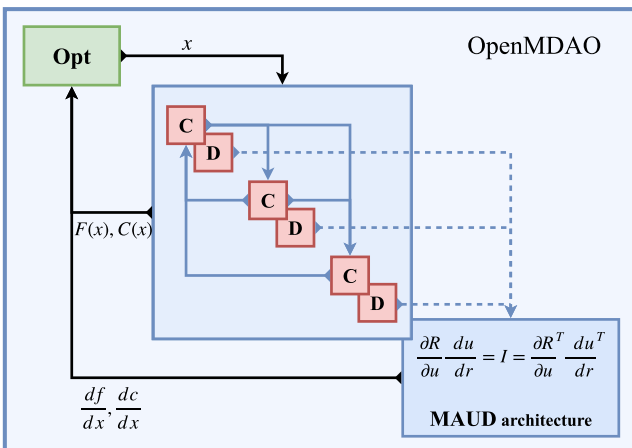 OpenMDAO
Opt
x
C
D
C
D
C
D
F(x), C(x)
∂R/∂u du/dr = I = ∂R^T/∂u du^T/dr
MAUD architecture
df/dx, dc/dx